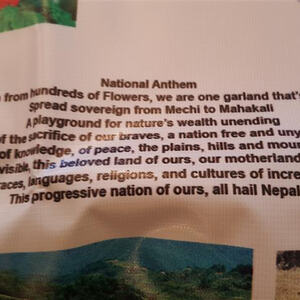 National Anthem
from hundreds of Flowers, we are one garland that's
spread sovereign from Mechi to Mahakali
A playground for nature's wealth unending
of the sacrifice of our braves, a nation free and
of knowledge, of peace, the plains, hills and
this beloved land of ours, our motherland
languages, religions, and cultures of
This progressive nation of ours, all hail Nepal